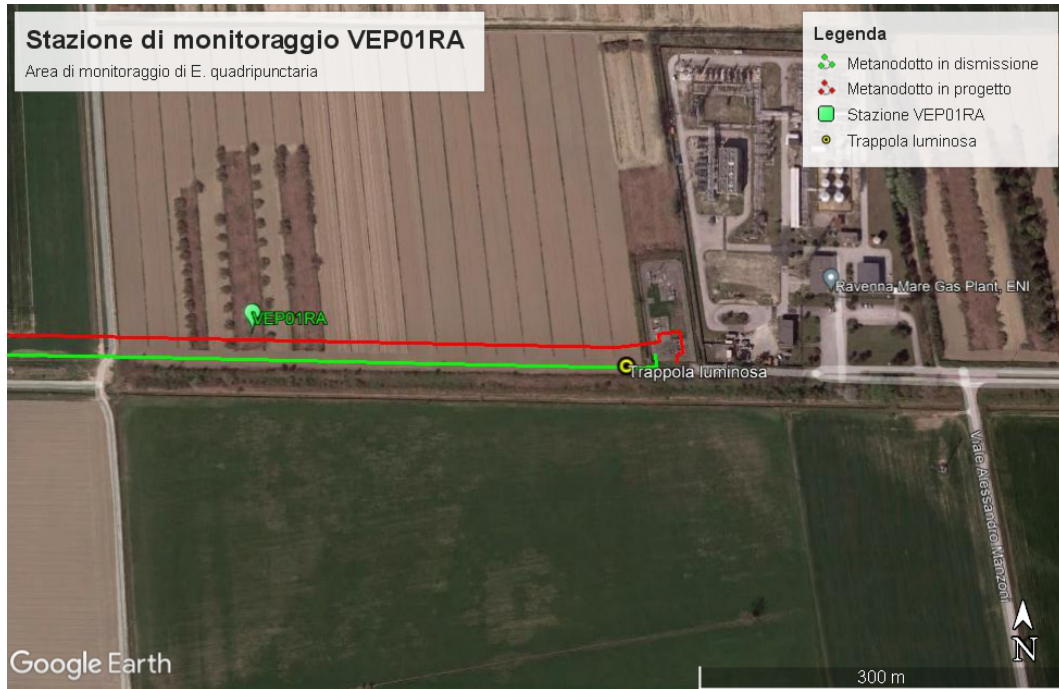 Stazione di monitoraggio VEP01RA
Area di monitoraggio di E. quadripunctaria
Legenda
Metanodotto in dismissione
Metanodotto in progetto
Stazione VEP01RA
Trappola luminosa
Ravenna Mare Gas Plant, ENI
VEP01RA
Trappola luminosa
Viale Alessandro Manzoni
N
Google Earth
300 m